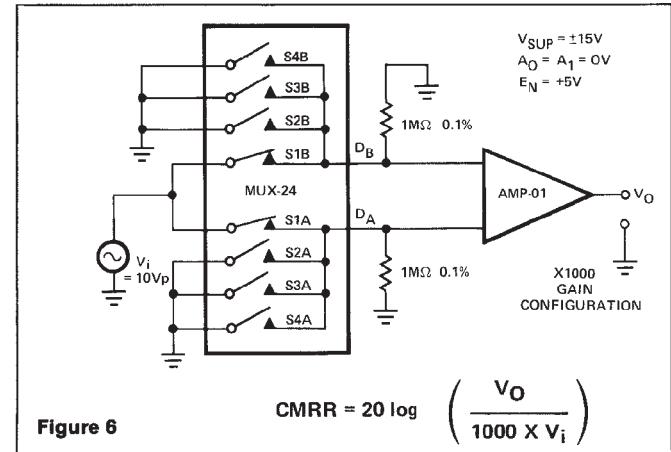 V_SUP = ±15V
A_O = A_1 = OV
E_N = +5V
S4B
S3B
S2B
S1B
MUX-24
S1A
S2A
S3A
S4A
D_B
D_A
1MΩ 0.1%
1MΩ 0.1%
AMP-01
V_O
V_i
= 10Vp
X1000
GAIN
CONFIGURATION
CMRR = 20 log ( V_O / 1000 X V_i )
Figure 6